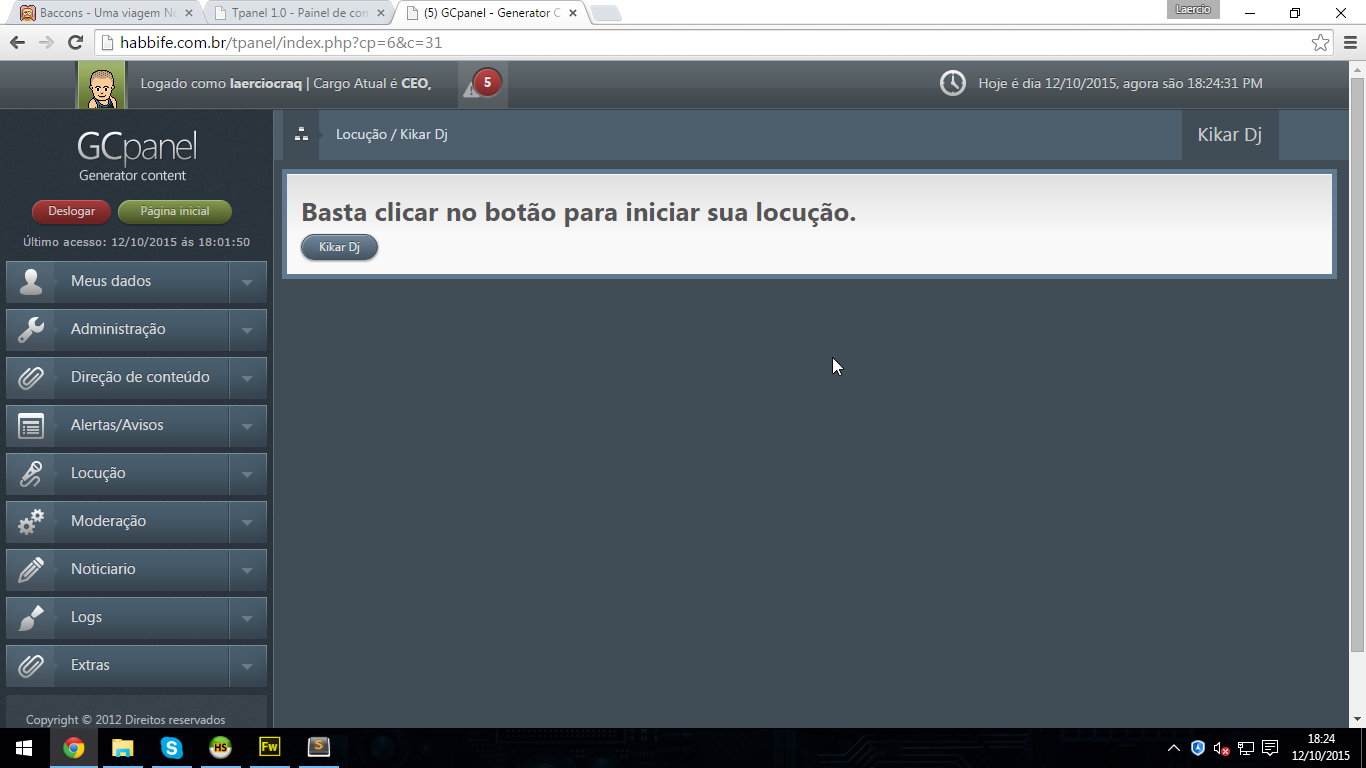 Baccons - Uma viagem No
Tpanel 1.0 - Painel de con
(5) GCpanel - Generator C
Laercio
habbife.com.br/tpanel/index.php?cp=6&c=31
Logado como laerciocraq | Cargo Atual é CEO,
5
Hoje é dia 12/10/2015, agora são 18:24:31 PM
GCpanel
Generator content
Deslogar
Página inicial
Último acesso: 12/10/2015 ás 18:01:50
Meus dados
Administração
Direção de conteúdo
Alertas/Avisos
Locução
Moderação
Noticiario
Logs
Extras
Copyright © 2012 Direitos reservados
Locução / Kikar Dj
Kikar Dj
Basta clicar no botão para iniciar sua locução.
Kikar Dj
HS
Fw
S
18:24
12/10/2015